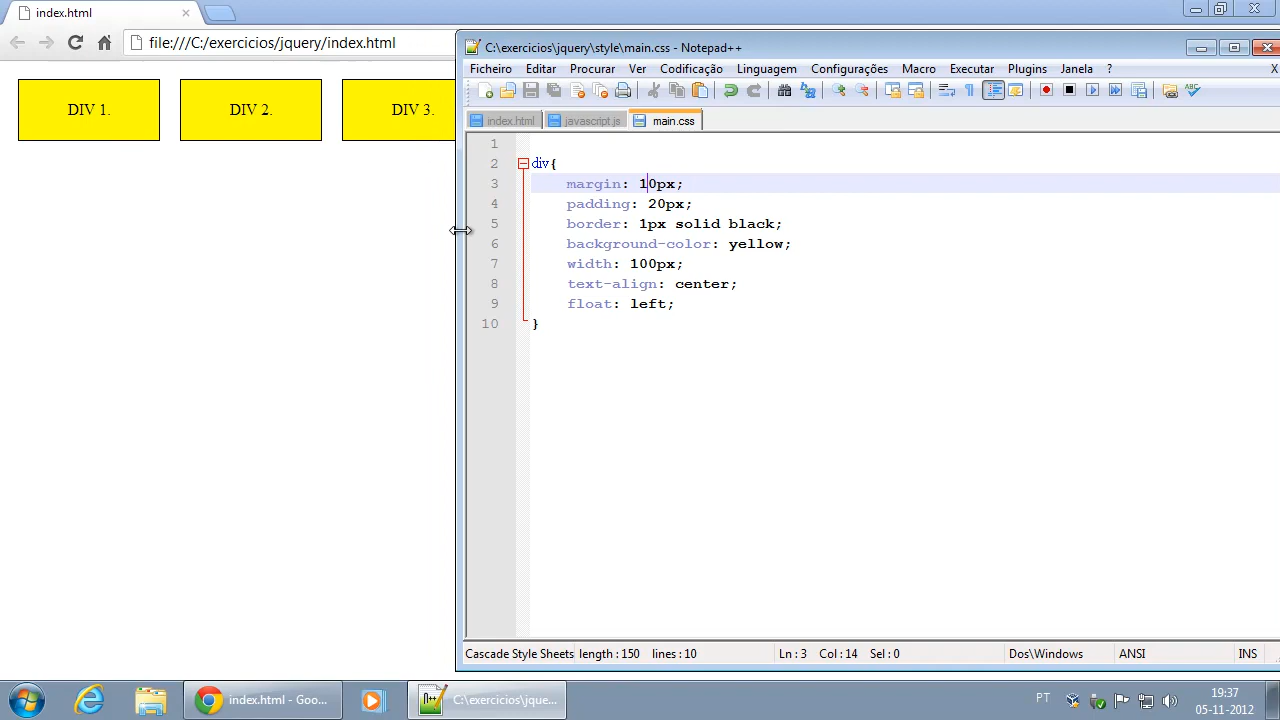 index.html
file:///C:/exercicios/jquery/index.html
DIV 1.
DIV 2.
DIV 3.
C:\exercicios\jquery\style\main.css - Notepad++
Ficheiro Editar Procurar Ver Codificação Linguagem Configurações Macro Executar Plugins Janela ? X
index.html javascript.js main.css
1
2 div{
3 margin: 10px;
4 padding: 20px;
5 border: 1px solid black;
6 background-color: yellow;
7 width: 100px;
8 text-align: center;
9 float: left;
10 }
Cascade Style Sheets length : 150 lines : 10 Ln : 3 Col : 14 Sel : 0 Dos\Windows ANSI INS
index.html - Goo...
C:\exercicios\jque...
PT
19:37
05-11-2012